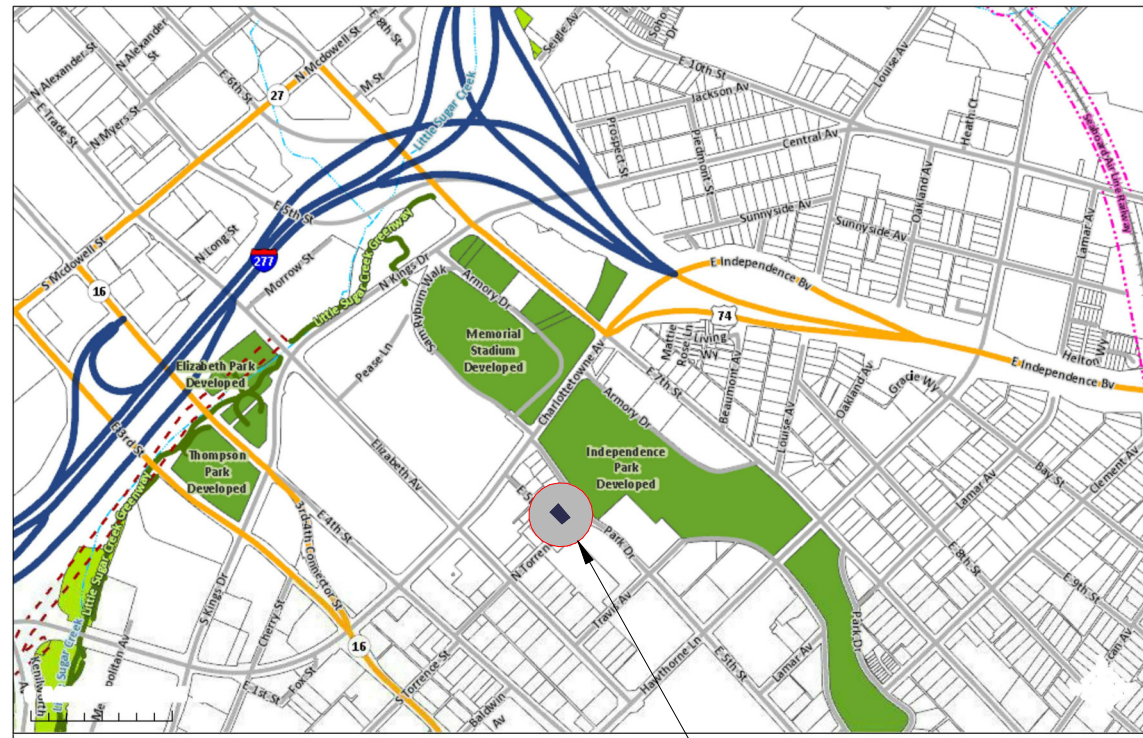 E 8th St
Seigle Av
N Alexander St
N Alexander
St
E 6th St
N Mcdowell St
M St
E 10th St
Louise Av
27
Little Sugar Creek
Jackson Av
Heath Ct
E Trade St
N Myers St
Prospect St
Piedmont St
Central Av
Seaboard Air Line Railway
E 5th St
Sunnyside Av
Sunnyside Av
Oakland Av
Lamar Av
N Long St
S Mcdowell St
277
Morrow St
Little Sugar Creek Greenway
N Kings Dr
Sam Ryburn Walk
Armory Dr
E Independence Bv
16
74
Memorial
Stadium
Developed
Mattie
Rose Ln
Living
Wy
Helton
Wy
Elizabeth Park
Developed
Pease Ln
Charlottetowne Av
E 7th St
Beaumont Av
Oakland Av
Gracie Wy
E Independence Bv
E 3rd St
Armory Dr
Louise Av
Thompson
Park
Developed
Elizabeth Av
Independence
Park
Developed
Lamar Av
Bay St
Clement Av
Little Sugar Creek Greenway
3rd 4th Connector St
E 4th St
E 5
Park Dr
N Torren
E 8th St
E 9th St
S Kings Dr
Cherry St
Travis Av
Park Dr
16
Hawthorne Ln
E 5th St
Lamar Av
E 1st St
Fox St
S Torrence St
Baldwin
Av
Kenilworth